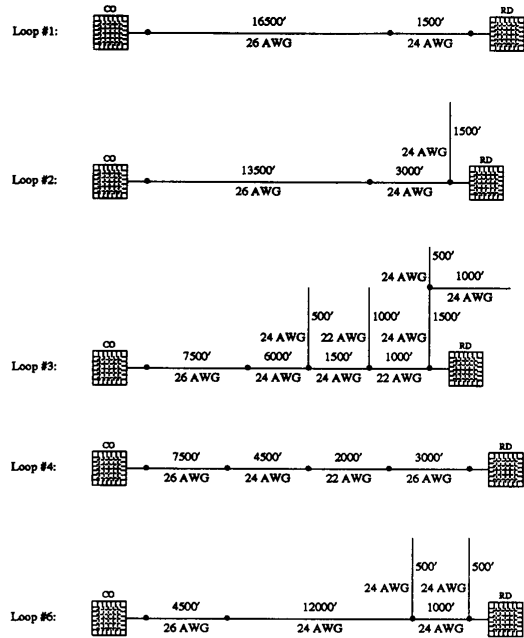 CO
RD
Loop #1:
16500′
1500′
26 AWG
24 AWG
1500′
24 AWG
CO
RD
Loop #2:
13500′
3000′
26 AWG
24 AWG
500′
24 AWG
1000′
24 AWG
500′
1000′
1500′
24 AWG
22 AWG
24 AWG
CO
RD
Loop #3:
7500′
6000′
1500′
1000′
26 AWG
24 AWG
24 AWG
22 AWG
CO
RD
Loop #4:
7500′
4500′
2000′
3000′
26 AWG
24 AWG
22 AWG
26 AWG
500′
500′
24 AWG
24 AWG
CO
RD
Loop #6:
4500′
12000′
1000′
26 AWG
24 AWG
24 AWG